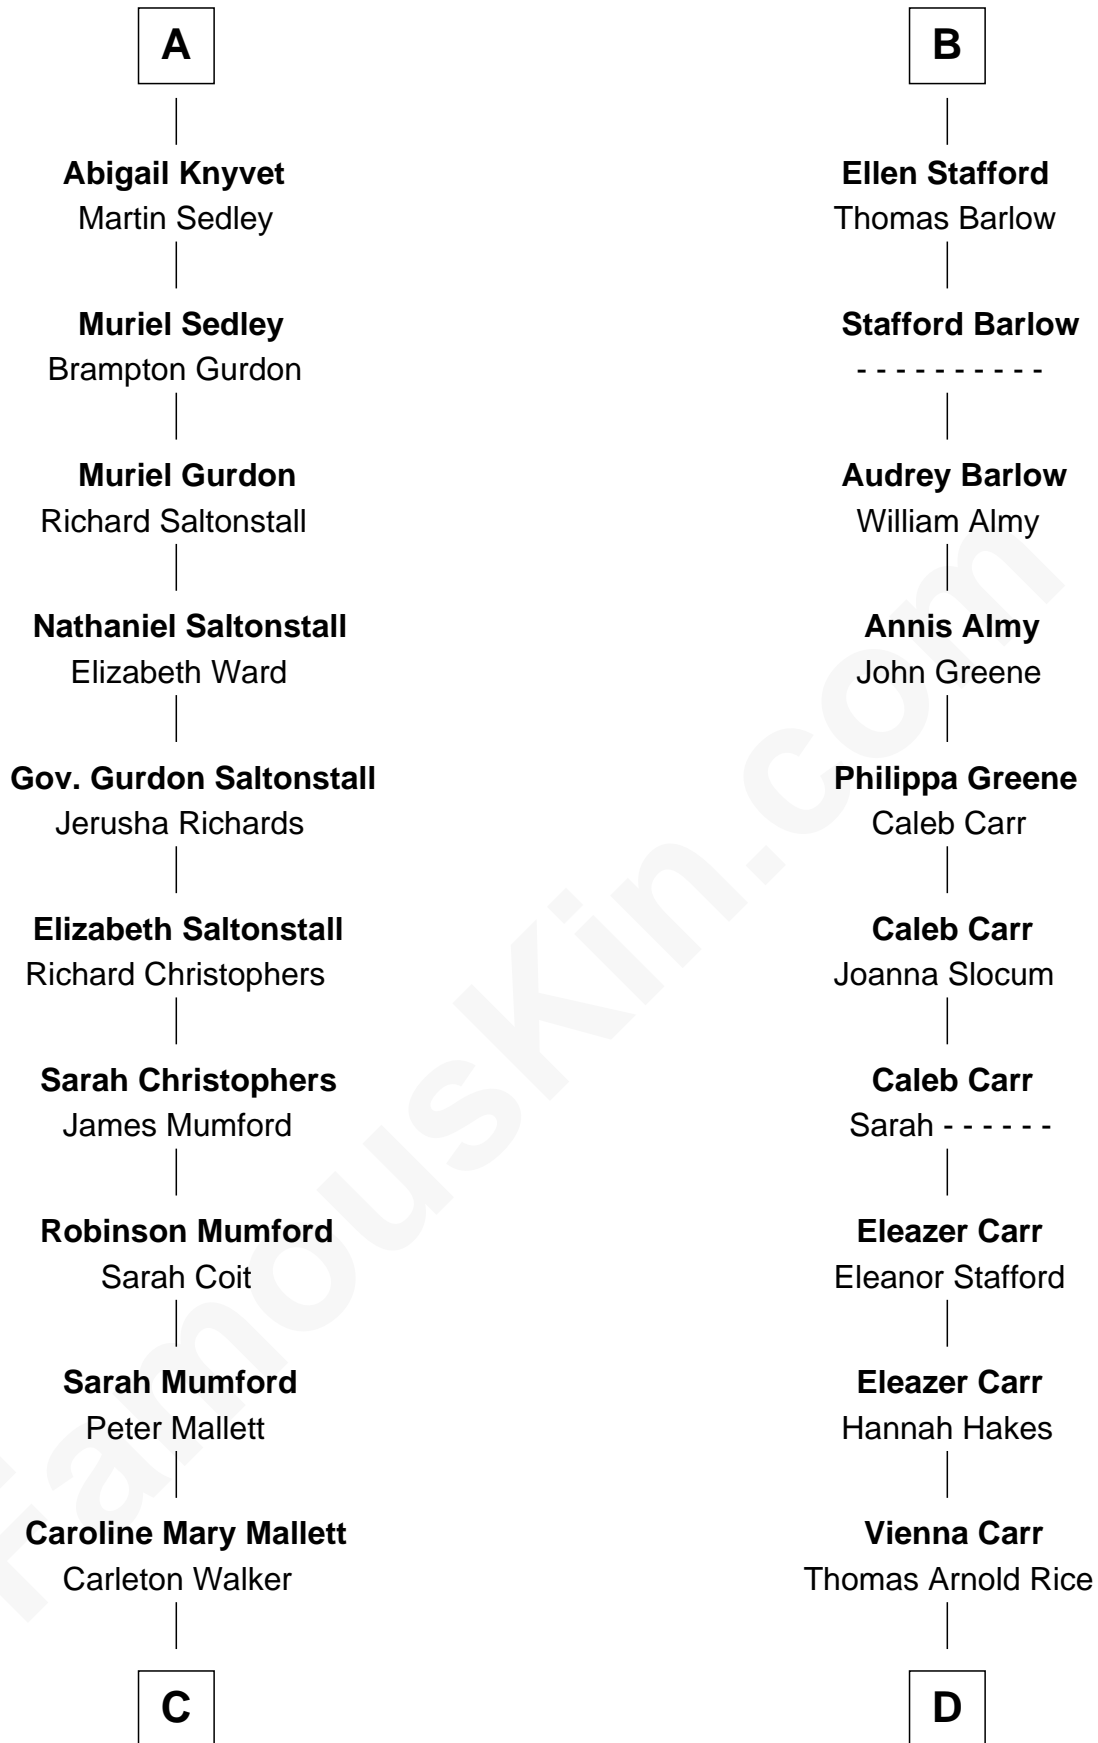 A
Abigail Knyvet
Martin Sedley
Muriel Sedley
Brampton Gurdon
Muriel Gurdon
Richard Saltonstall
Nathaniel Saltonstall
Elizabeth Ward
Gov. Gurdon Saltonstall
Jerusha Richards
Elizabeth Saltonstall
Richard Christophers
Sarah Christophers
James Mumford
Robinson Mumford
Sarah Coit
Sarah Mumford
Peter Mallett
Caroline Mary Mallett
Carleton Walker
C
B
Ellen Stafford
Thomas Barlow
Stafford Barlow
- - - - - - - - - -
Audrey Barlow
William Almy
Annis Almy
John Greene
Philippa Greene
Caleb Carr
Caleb Carr
Joanna Slocum
Caleb Carr
Sarah - - - - - -
Eleazer Carr
Eleanor Stafford
Eleazer Carr
Hannah Hakes
Vienna Carr
Thomas Arnold Rice
D
FamousKin.com